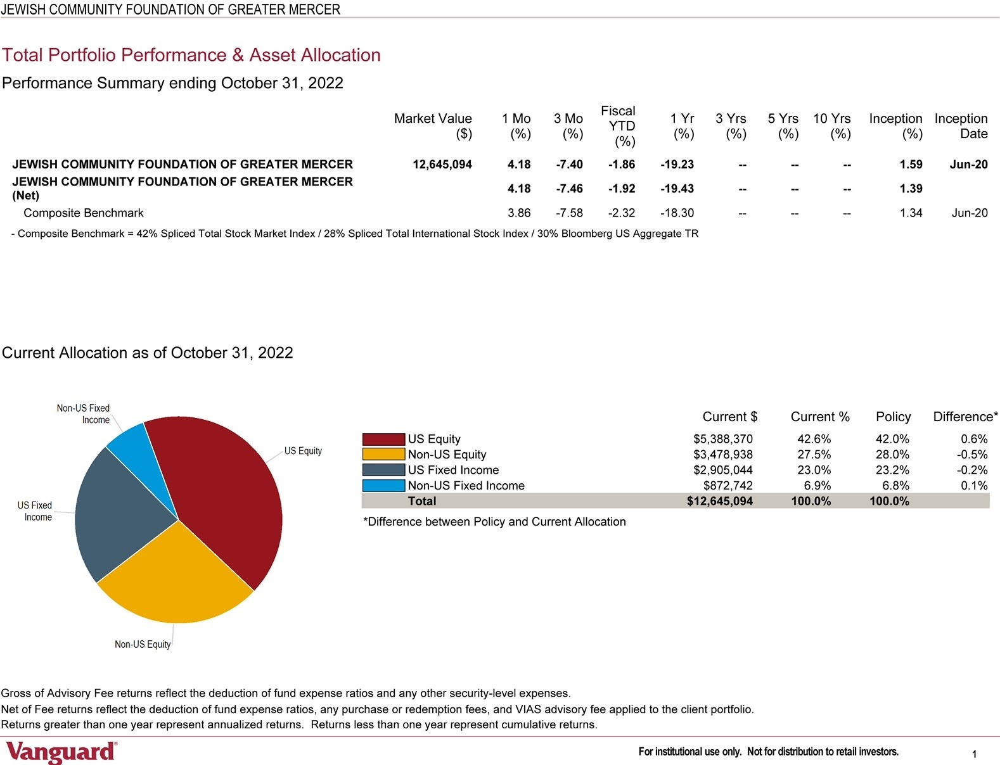 JEWISH COMMUNITY FOUNDATION OF GREATER MERCER
Total Portfolio Performance & Asset Allocation
Performance Summary ending October 31, 2022
Market Value ($) 1 Mo (%) 3 Mo (%) Fiscal YTD (%) 1 Yr (%) 3 Yrs (%) 5 Yrs (%) 10 Yrs (%) Inception (%) Inception Date
JEWISH COMMUNITY FOUNDATION OF GREATER MERCER 12,645,094 4.18 -7.40 -1.86 -19.23 -- -- -- 1.59 Jun-20
JEWISH COMMUNITY FOUNDATION OF GREATER MERCER
(Net) 4.18 -7.46 -1.92 -19.43 -- -- -- 1.39
Composite Benchmark 3.86 -7.58 -2.32 -18.30 -- -- -- 1.34 Jun-20
- Composite Benchmark = 42% Spliced Total Stock Market Index / 28% Spliced Total International Stock Index / 30% Bloomberg US Aggregate TR
Current Allocation as of October 31, 2022
Non-US Fixed
Income
US Equity
US Fixed
Income
Non-US Equity
Current $ Current % Policy Difference*
US Equity $5,388,370 42.6% 42.0% 0.6%
Non-US Equity $3,478,938 27.5% 28.0% -0.5%
US Fixed Income $2,905,044 23.0% 23.2% -0.2%
Non-US Fixed Income $872,742 6.9% 6.8% 0.1%
Total $12,645,094 100.0% 100.0%
*Difference between Policy and Current Allocation
Gross of Advisory Fee returns reflect the deduction of fund expense ratios and any other security-level expenses.
Net of Fee returns reflect the deduction of fund expense ratios, any purchase or redemption fees, and VIAS advisory fee applied to the client portfolio.
Returns greater than one year represent annualized returns. Returns less than one year represent cumulative returns.
Vanguard®
For institutional use only. Not for distribution to retail investors.
1